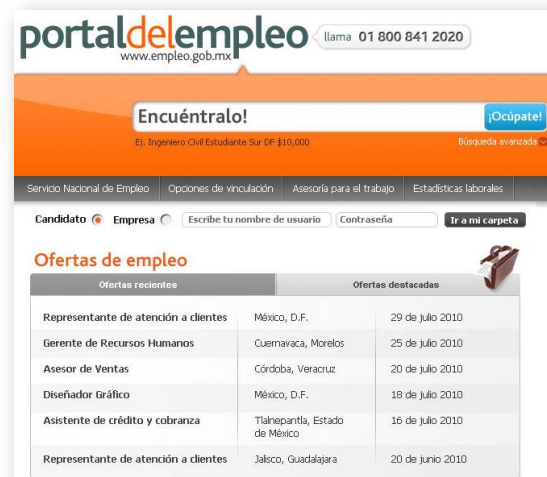 portaldelempleo
llama 01 800 841 2020
www.empleo.gob.mx
Encuéntralo!
¡Ocúpate!
Ej. Ingeniero Civil Estudiante Sur DF $10,000
Búsqueda avanzada
Servicio Nacional de Empleo Opciones de vinculación Asesoría para el trabajo Estadísticas laborales
Candidato Empresa Escribe tu nombre de usuario Contraseña Ir a mi carpeta
Ofertas de empleo
Ofertas recientes Ofertas destacadas
Representante de atención a clientes México, D.F. 29 de julio 2010
Gerente de Recursos Humanos Cuernavaca, Morelos 25 de julio 2010
Asesor de Ventas Córdoba, Veracruz 20 de julio 2010
Diseñador Gráfico México, D.F. 18 de julio 2010
Asistente de crédito y cobranza Tlalnepantla, Estado de México 16 de julio 2010
Representante de atención a clientes Jalisco, Guadalajara 20 de junio 2010